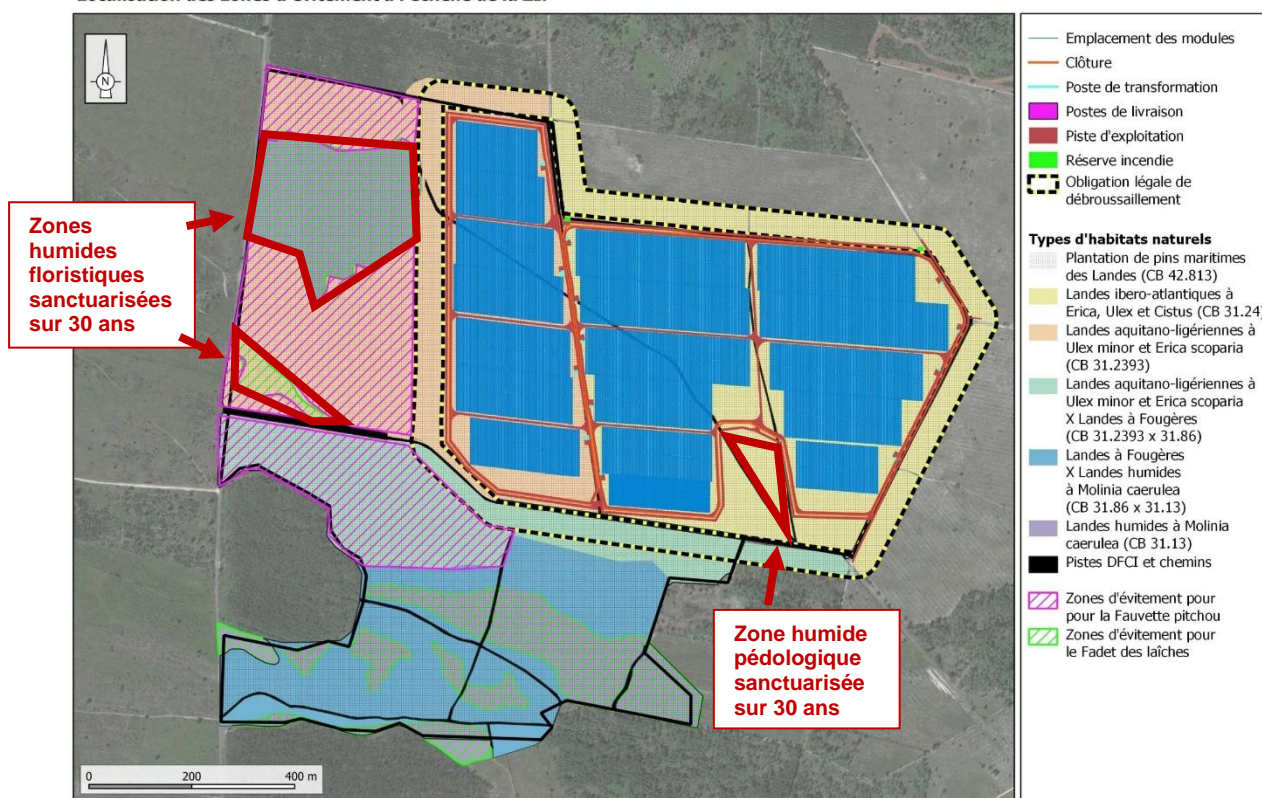 N
Zones
humides
floristiques
sanctuarisées
sur 30 ans
Zone humide
pédologique
sanctuarisée
sur 30 ans
0 200 400 m
Emplacement des modules
Clôture
Poste de transformation
Postes de livraison
Piste d'exploitation
Réserve incendie
Obligation légale de
débroussaillement
Types d'habitats naturels
Plantation de pins maritimes
des Landes (CB 42.813)
Landes ibero-atlantiques à
Erica, Ulex et Cistus (CB 31.24)
Landes aquitano-ligériennes à
Ulex minor et Erica scoparia
(CB 31.2393)
Landes aquitano-ligériennes à
Ulex minor et Erica scoparia
X Landes à Fougères
(CB 31.2393 x 31.86)
Landes à Fougères
X Landes humides
à Molinia caerulea
(CB 31.86 x 31.13)
Landes humides à Molinia
caerulea (CB 31.13)
Pistes DFCI et chemins
Zones d'évitement pour
pour la Fauvette pitchou
Zones d'évitement pour
le Fadet des laîches